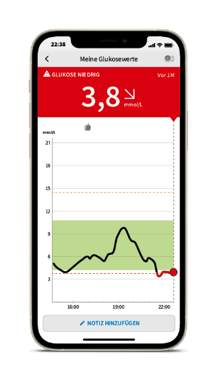 22:38
Meine Glukosewerte
GLUKOSE NIEDRIG
Vor 1M
3,8
mmol/L
mmol/L
21
18
15
12
9
6
3
16:00
19:00
22:00
NOTIZ HINZUFÜGEN